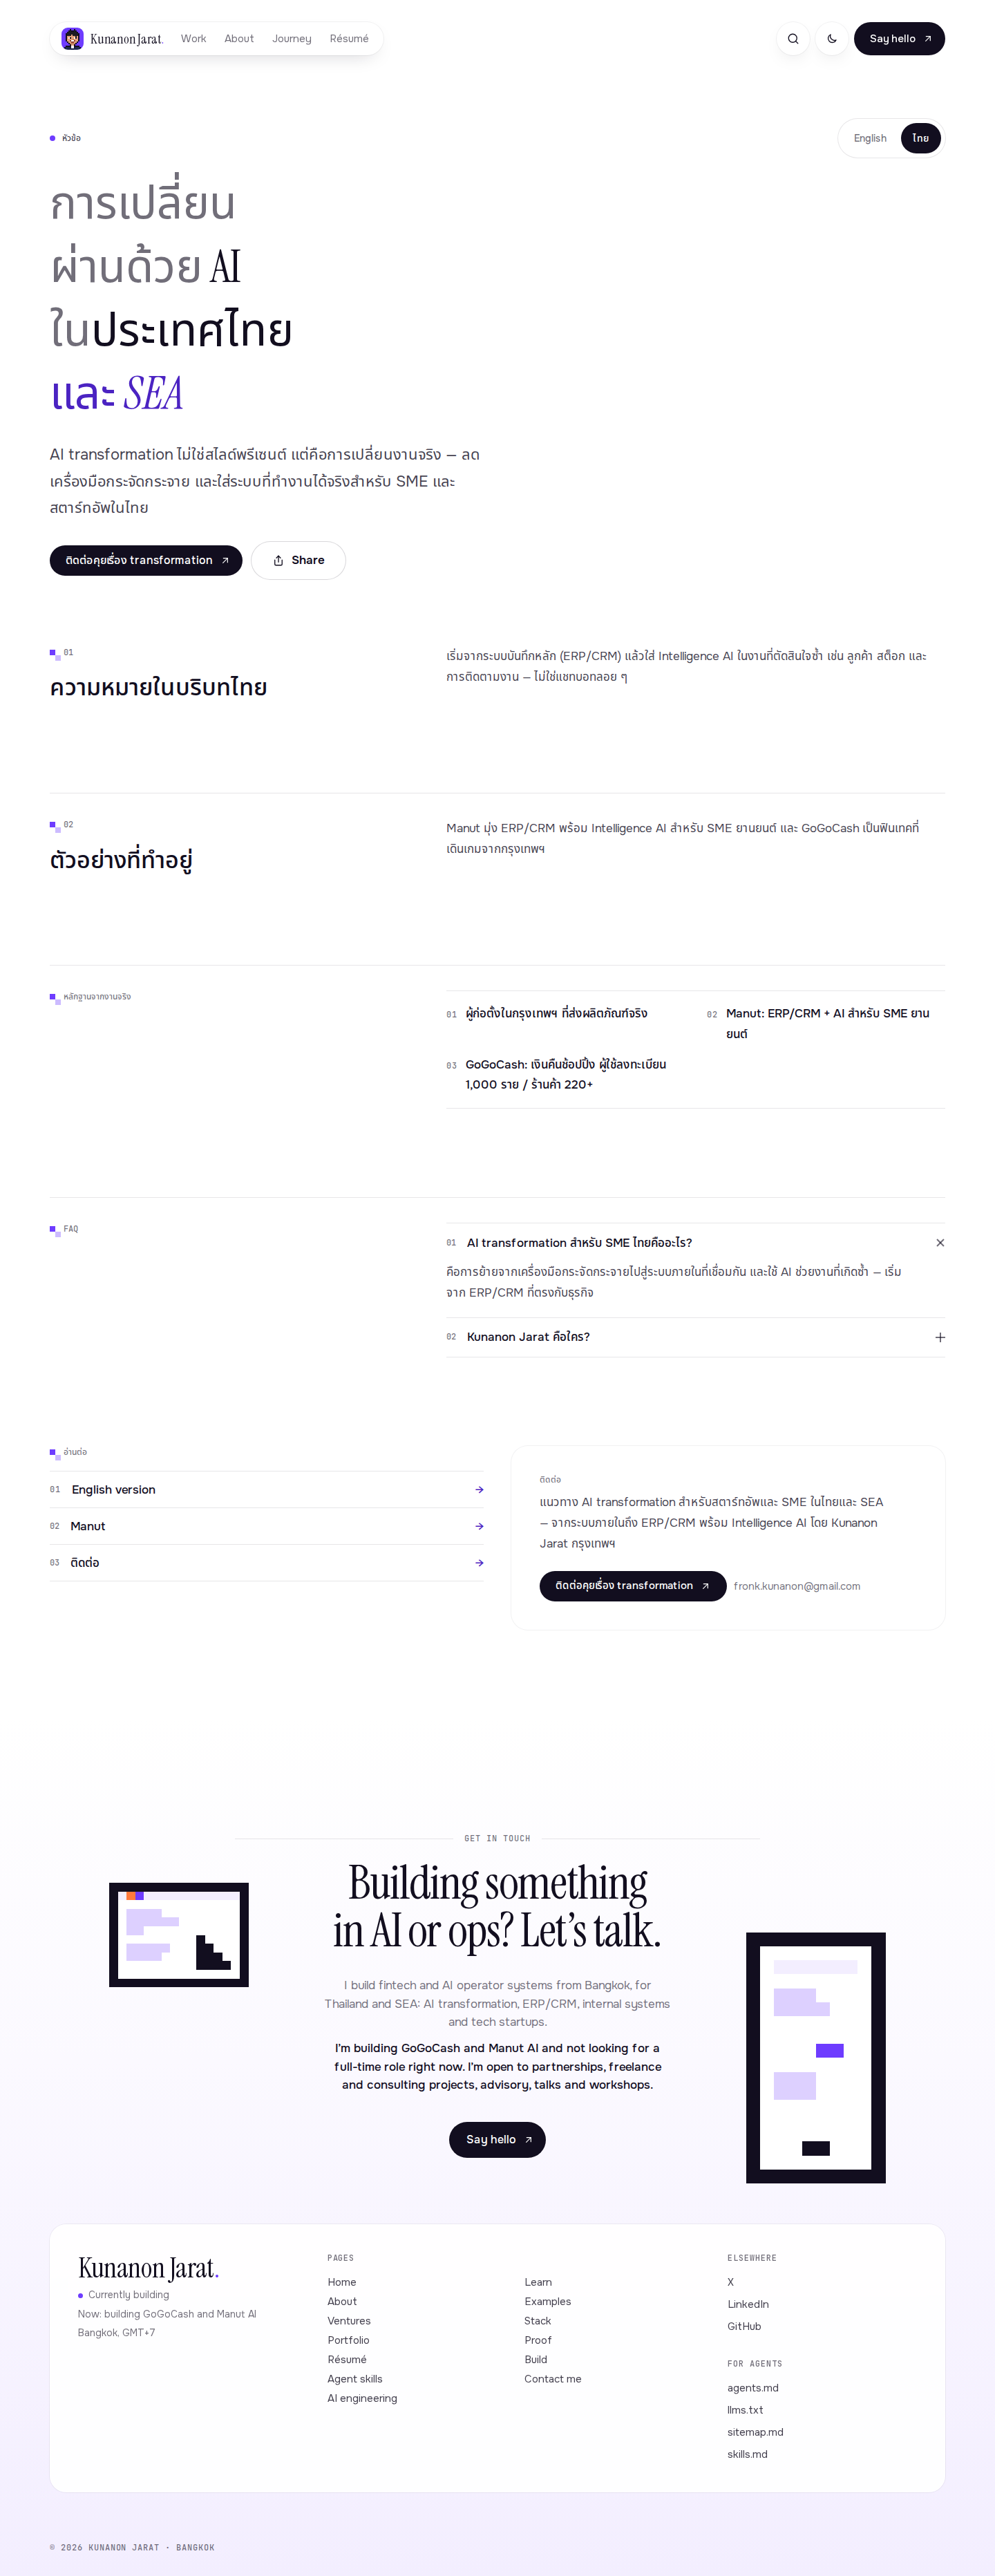 Kunanon Jarat.
Work
About
Journey
Résumé
Say hello
หัวข้อ
English
ไทย
การเปลี่ยน
ผ่านด้วย AI
ในประเทศไทย
และ SEA
AI transformation ไม่ใช่สไลด์พรีเซนต์ แต่คือการเปลี่ยนงานจริง — ลด
เครื่องมือกระจัดกระจาย และใส่ระบบที่ทำงานได้จริงสำหรับ SME และ
สตาร์ทอัพในไทย
ติดต่อคุยเรื่อง transformation
Share
01
ความหมายในบริบทไทย
เริ่มจากระบบบันทึกหลัก (ERP/CRM) แล้วใส่ Intelligence AI ในงานที่ตัดสินใจซ้ำ เช่น ลูกค้า สต็อก และ
การติดตามงาน — ไม่ใช่แชทบอทลอย ๆ
02
ตัวอย่างที่ทำอยู่
Manut มุ่ง ERP/CRM พร้อม Intelligence AI สำหรับ SME ยานยนต์ และ GoGoCash เป็นฟินเทคที่
เดินเกมจากกรุงเทพฯ
หลักฐานจากงานจริง
01 ผู้ก่อตั้งในกรุงเทพฯ ที่ส่งผลิตภัณฑ์จริง
02 Manut: ERP/CRM + AI สำหรับ SME ยาน
ยนต์
03 GoGoCash: เงินคืนช้อปปิ้ง ผู้ใช้ลงทะเบียน
1,000 ราย / ร้านค้า 220+
FAQ
01 AI transformation สำหรับ SME ไทยคืออะไร?
คือการย้ายจากเครื่องมือกระจัดกระจายไปสู่ระบบภายในที่เชื่อมกัน และใช้ AI ช่วยงานที่เกิดซ้ำ — เริ่ม
จาก ERP/CRM ที่ตรงกับธุรกิจ
02 Kunanon Jarat คือใคร?
อ่านต่อ
01 English version
02 Manut
03 ติดต่อ
ติดต่อ
แนวทาง AI transformation สำหรับสตาร์ทอัพและ SME ในไทยและ SEA
— จากระบบภายในถึง ERP/CRM พร้อม Intelligence AI โดย Kunanon
Jarat กรุงเทพฯ
ติดต่อคุยเรื่อง transformation
fronk.kunanon@gmail.com
GET IN TOUCH
Building something
in AI or ops? Let’s talk.
I build fintech and AI operator systems from Bangkok, for
Thailand and SEA: AI transformation, ERP/CRM, internal systems
and tech startups.
I’m building GoGoCash and Manut AI and not looking for a
full-time role right now. I’m open to partnerships, freelance
and consulting projects, advisory, talks and workshops.
Say hello
Kunanon Jarat.
Currently building
Now: building GoGoCash and Manut AI
Bangkok, GMT+7
PAGES
Home
About
Ventures
Portfolio
Résumé
Agent skills
AI engineering
Learn
Examples
Stack
Proof
Build
Contact me
ELSEWHERE
X
LinkedIn
GitHub
FOR AGENTS
agents.md
llms.txt
sitemap.md
skills.md
© 2026 KUNANON JARAT · BANGKOK